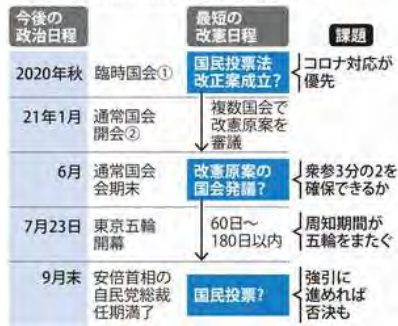 今後の
政治日程
最短の
改憲日程
課題
2020年秋 臨時国会①
国民投票法
改正案成立?
コロナ対応が
優先
21年1月 通常国会
開会②
複数国会で
改憲原案を
審議
6月 通常国会
会期末
改憲原案の
国会発議?
衆参3分の2を
確保できるか
7月23日 東京五輪
開幕
60日〜
180日以内
周知期間が
五輪をまたぐ
9月末 安倍首相の
自民党総裁
任期満了
国民投票?
強引に
進めれば
否決も